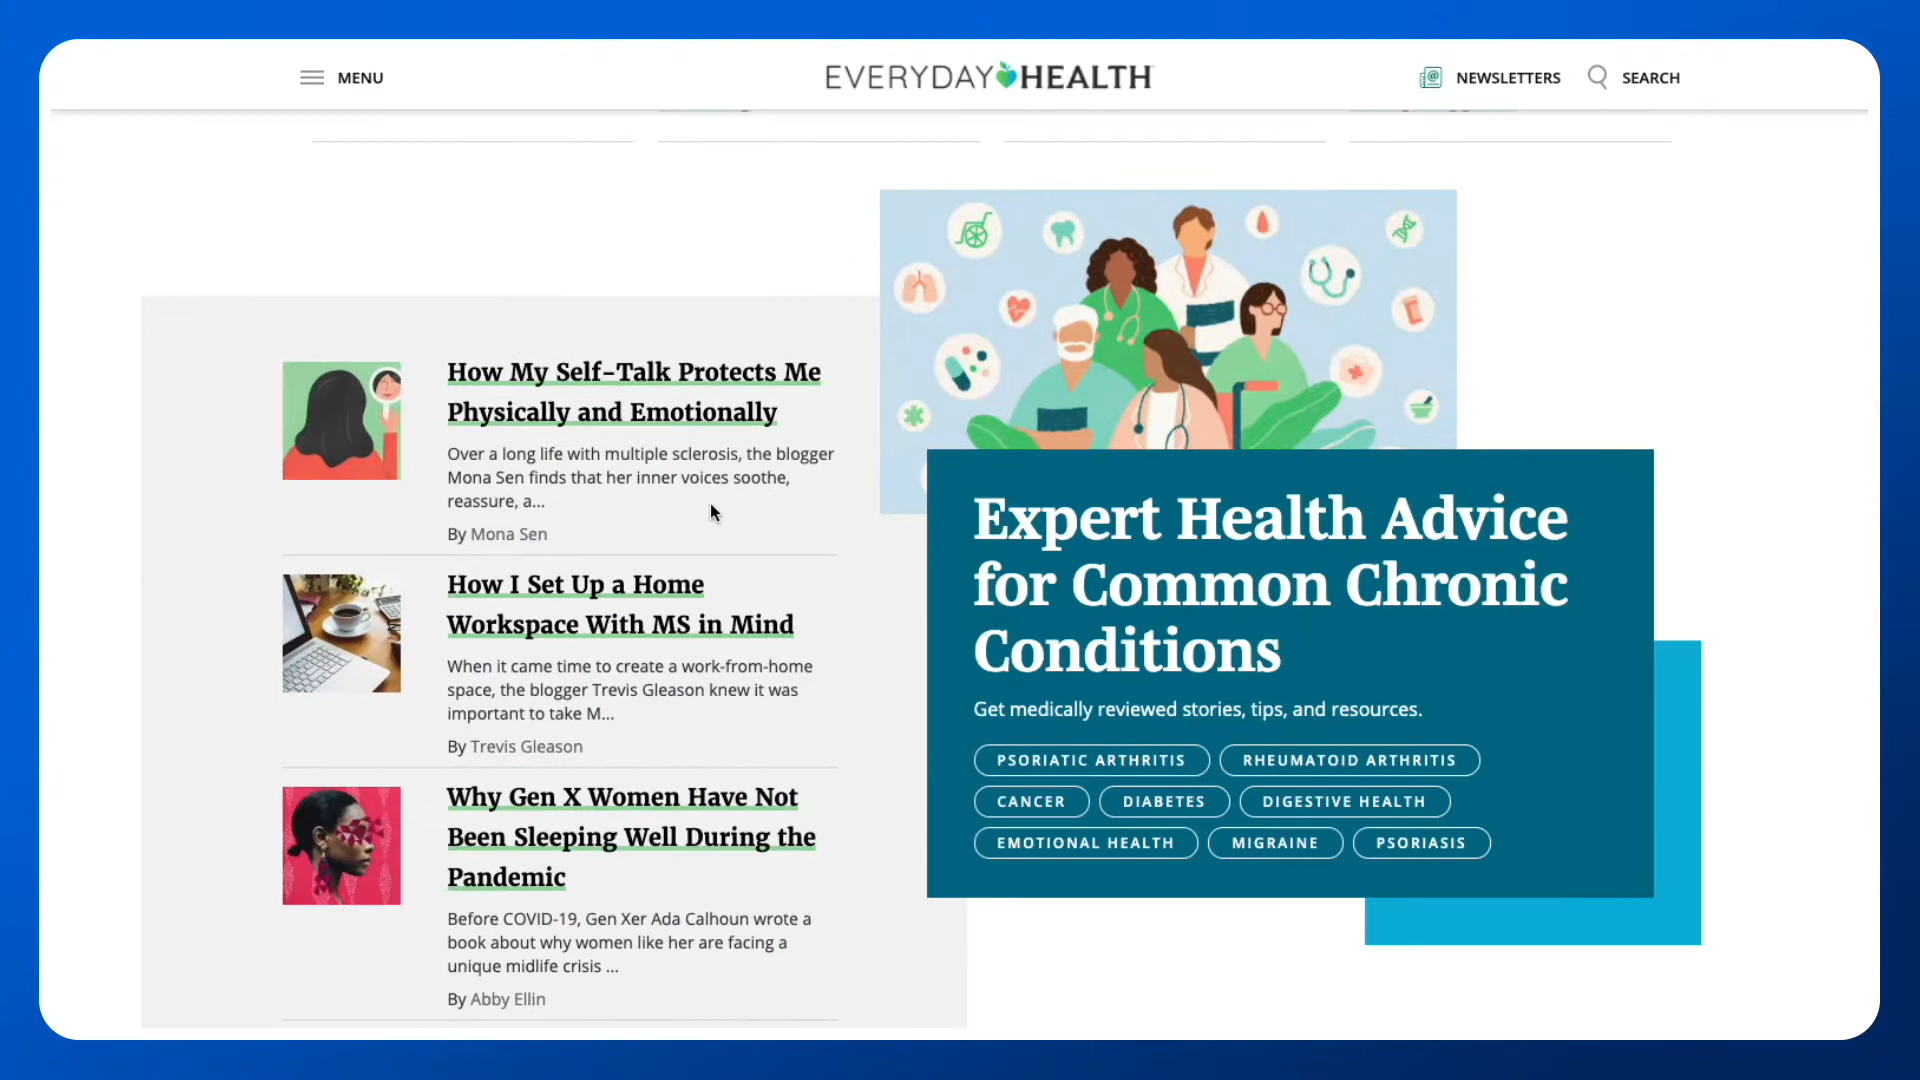 MENU
EVERYDAY HEALTH
NEWSLETTERS
SEARCH
How My Self-Talk Protects Me
Physically and Emotionally
Over a long life with multiple sclerosis, the blogger
Mona Sen finds that her inner voices soothe,
reassure, a...
By Mona Sen
How I Set Up a Home
Workspace With MS in Mind
When it came time to create a work-from-home
space, the blogger Trevis Gleason knew it was
important to take M...
By Trevis Gleason
Why Gen X Women Have Not
Been Sleeping Well During the
Pandemic
Before COVID-19, Gen Xer Ada Calhoun wrote a
book about why women like her are facing a
unique midlife crisis ...
By Abby Ellin
Expert Health Advice
for Common Chronic
Conditions
Get medically reviewed stories, tips, and resources.
PSORIATIC ARTHRITIS
RHEUMATOID ARTHRITIS
CANCER
DIABETES
DIGESTIVE HEALTH
EMOTIONAL HEALTH
MIGRAINE
PSORIASIS